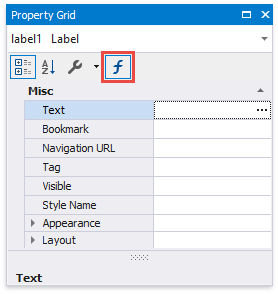 Property Grid
label1 Label
A
Z
f
Misc
Text ...
Bookmark
Navigation URL
Tag
Visible
Style Name
Appearance
Layout
Text